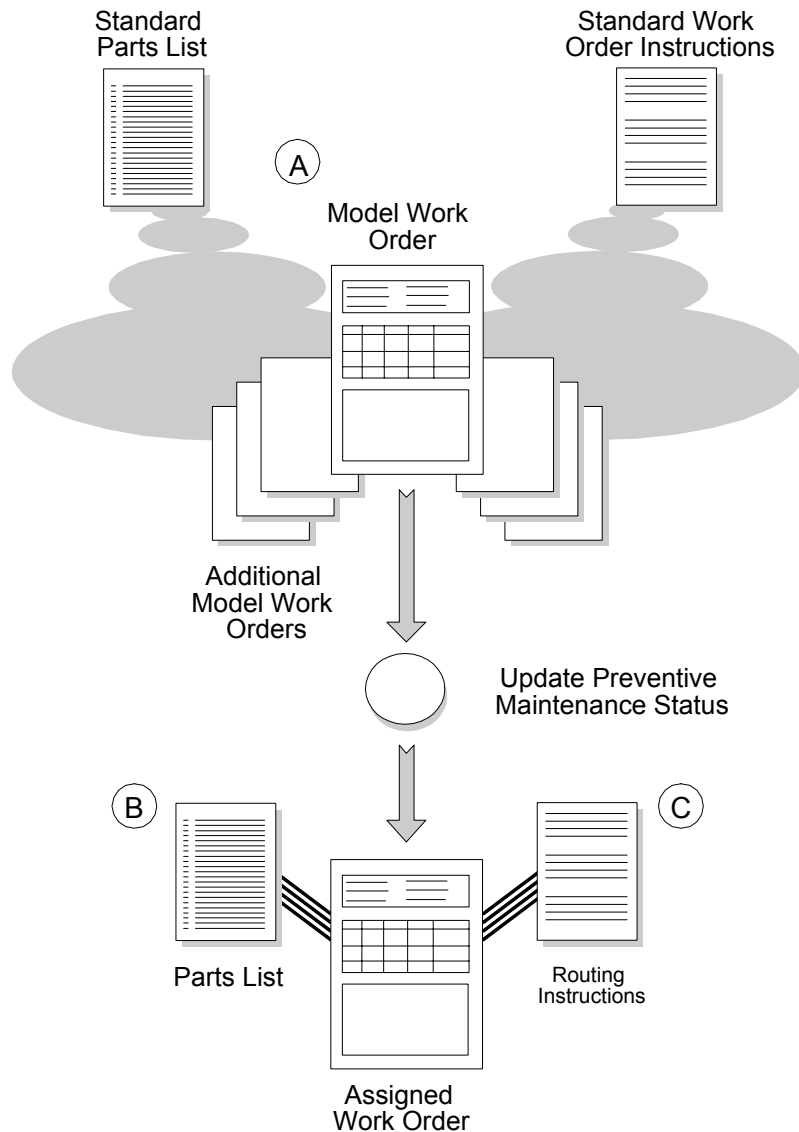 Standard
Parts List
Standard Work
Order Instructions
A
Model Work
Order
Additional
Model Work
Orders
Update Preventive
Maintenance Status
B
C
Parts List
Routing
Instructions
Assigned
Work Order